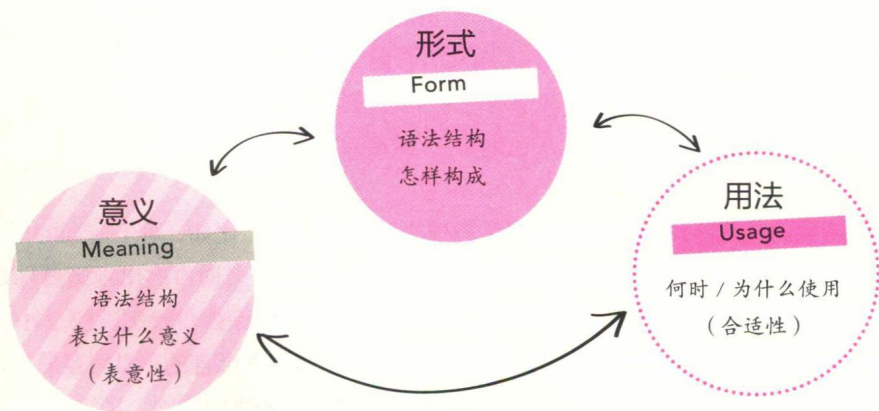 形式
Form
语法结构
怎样构成
意义
Meaning
语法结构
表达什么意义
（表意性）
用法
Usage
何时 / 为什么使用
（合适性）